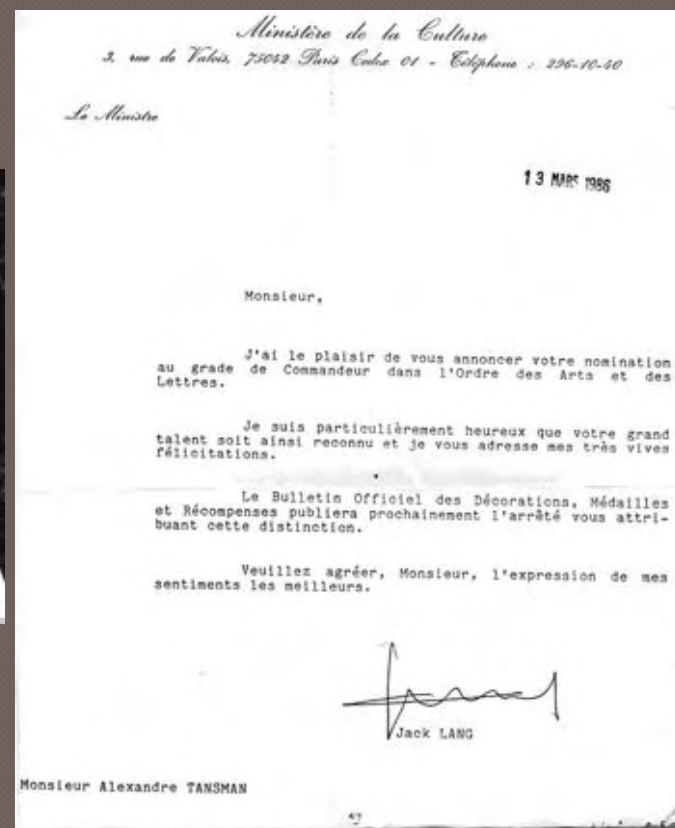 Ministère de la Culture
3, rue de Valois, 75042 Paris Cedex 01 - Téléphone : 296-10-40
Le Ministre
13 MARS 1986
Monsieur,
J'ai le plaisir de vous annoncer votre nomination
au grade de Commandeur dans l'Ordre des Arts et des
Lettres.
Je suis particulièrement heureux que votre grand
talent soit ainsi reconnu et je vous adresse mes très vives
félicitations.
Le Bulletin Officiel des Décorations, Médailles
et Récompenses publiera prochainement l'arrêté vous attri-
buant cette distinction.
Veuillez agréer, Monsieur, l'expression de mes
sentiments les meilleurs.
Jack LANG
Monsieur Alexandre TANSMAN